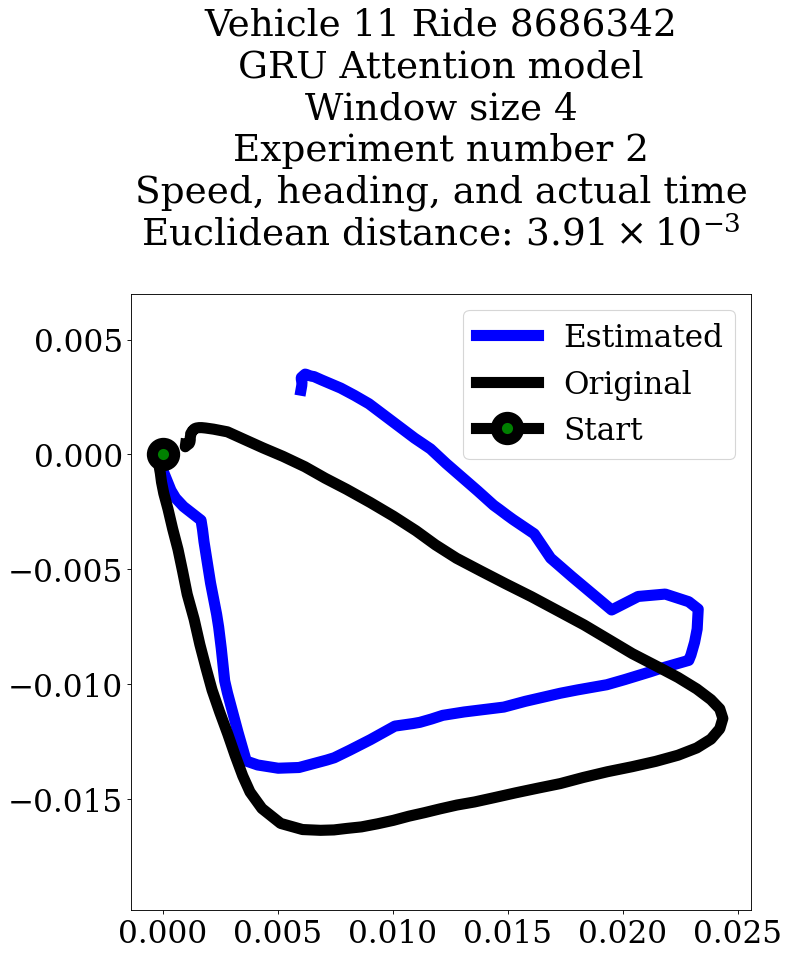 Vehicle 11 Ride 8686342
GRU Attention model
Window size 4
Experiment number 2
Speed, heading, and actual time
Euclidean distance: 3.91 × 10⁻³
Estimated
Original
Start
0.005
0.000
−0.005
−0.010
−0.015
0.000 0.005 0.010 0.015 0.020 0.025